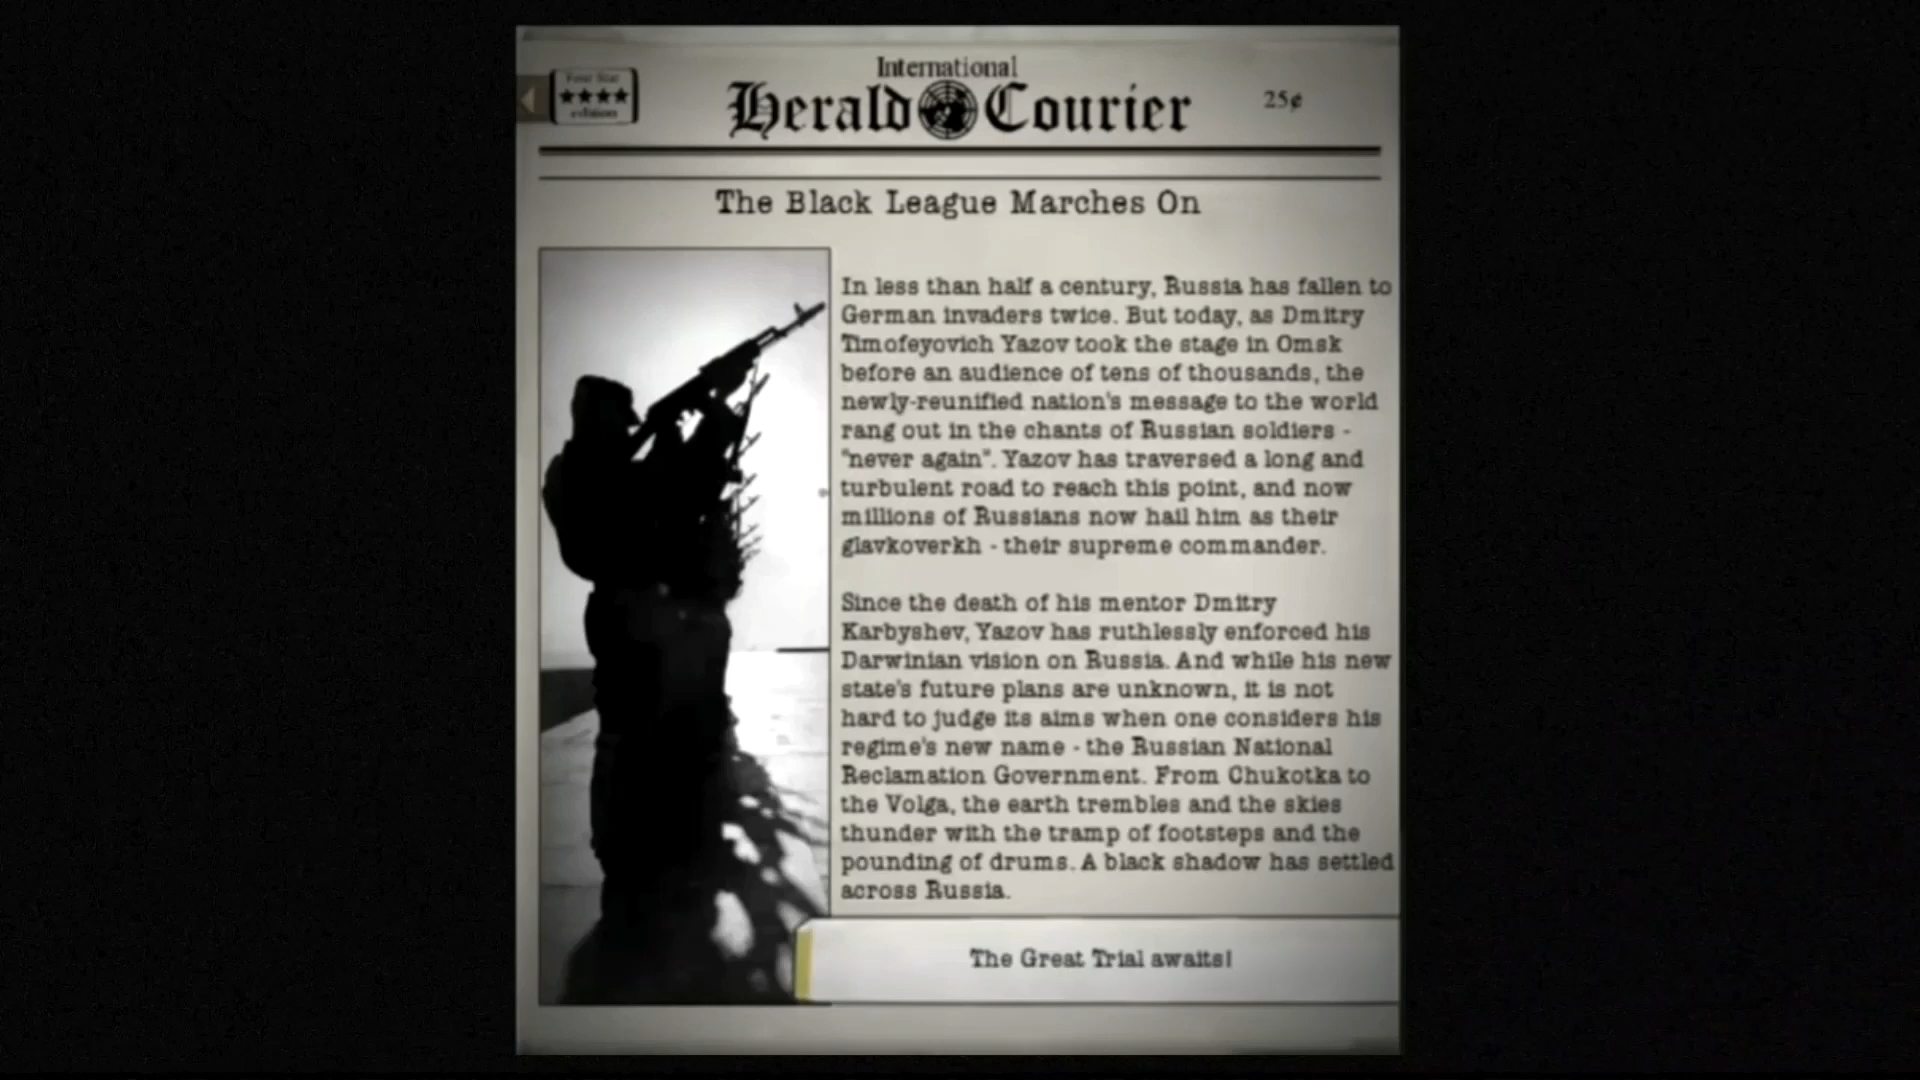 Four Star
★★★★
edition
International
Herald Courier
25¢
The Black League Marches On
In less than half a century, Russia has fallen to
German invaders twice. But today, as Dmitry
Timofeyovich Yazov took the stage in Omsk
before an audience of tens of thousands, the
newly-reunified nation's message to the world
rang out in the chants of Russian soldiers -
"never again". Yazov has traversed a long and
turbulent road to reach this point, and now
millions of Russians now hail him as their
glavkoverkh - their supreme commander.
Since the death of his mentor Dmitry
Karbyshev, Yazov has ruthlessly enforced his
Darwinian vision on Russia. And while his new
state's future plans are unknown, it is not
hard to judge its aims when one considers his
regime's new name - the Russian National
Reclamation Government. From Chukotka to
the Volga, the earth trembles and the skies
thunder with the tramp of footsteps and the
pounding of drums. A black shadow has settled
across Russia.
The Great Trial awaits!